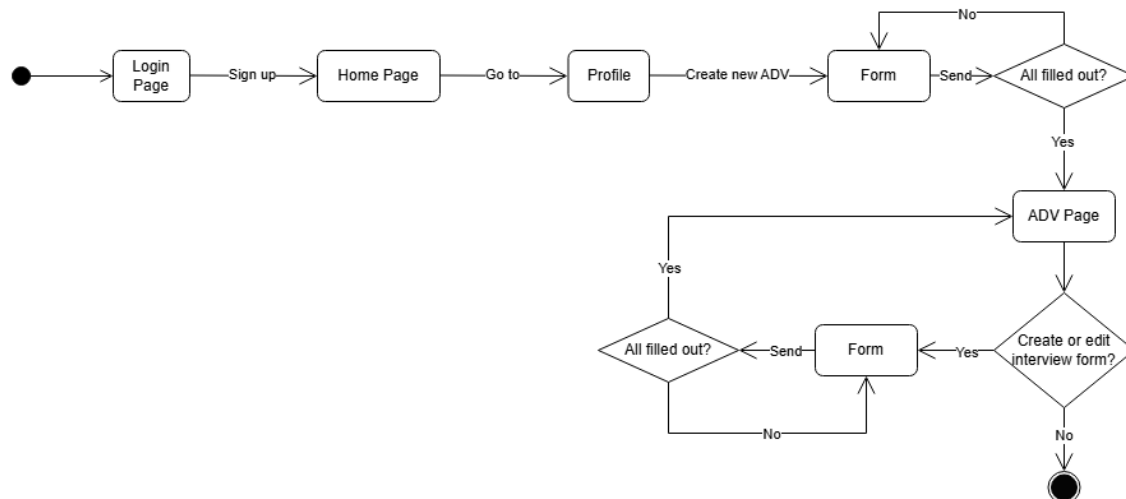 No
Login
Page
Sign up
Home Page
Go to
Profile
Create new ADV
Form
Send
All filled out?
Yes
ADV Page
Yes
All filled out?
Send
Form
Yes
Create or edit
interview form?
No
No